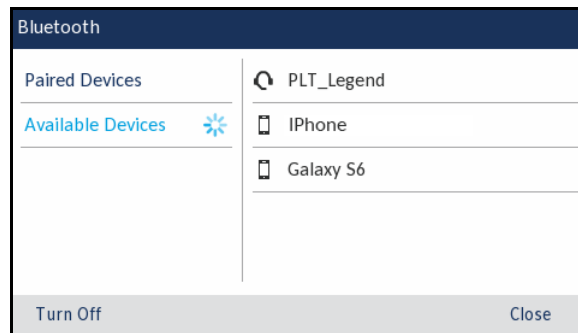 Bluetooth
Paired Devices
Available Devices
PLT_Legend
IPhone
Galaxy S6
Turn Off
Close